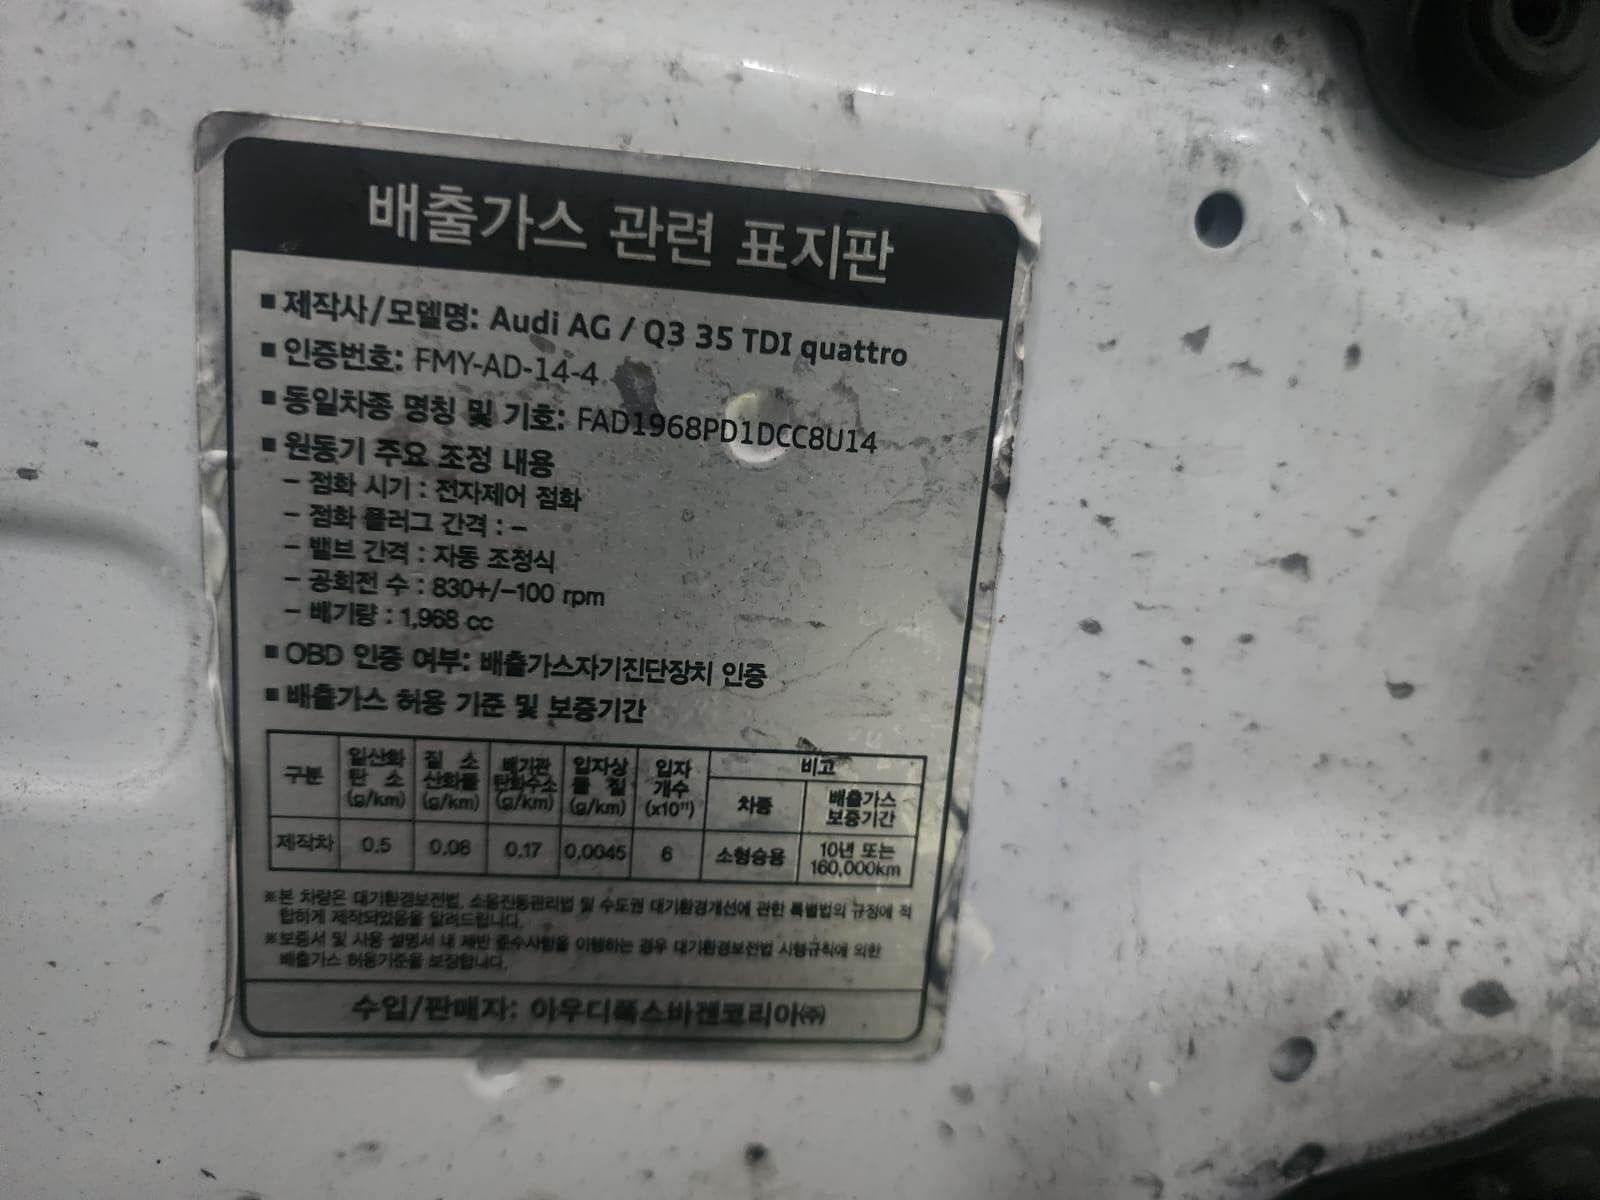 배출가스 관련 표지판
■ 제작사/모델명: Audi AG / Q3 35 TDI quattro
■ 인증번호: FMY-AD-14-4
■ 동일차종 명칭 및 기호: FAD1968PD1DCC8U14
■ 원동기 주요 조정 내용
- 점화 시기 : 전자제어 점화
- 점화 플러그 간격 : -
- 밸브 간격 : 자동 조정식
- 공회전 수 : 830+/-100 rpm
- 배기량 : 1,968 cc
■ OBD 인증 여부: 배출가스자기진단장치 인증
■ 배출가스 허용 기준 및 보증기간
구분 일산화탄소 (g/km) 질소산화물 (g/km) 배기관탄화수소 (g/km) 입자상물질 (g/km) 입자개수 (x10¹¹) 비고
차종 배출가스 보증기간
제작차 0.5 0.08 0.17 0.0045 6 소형승용 10년 또는 160,000km
※본 차량은 대기환경보전법, 소음진동관리법 및 수도권 대기환경개선에 관한 특별법의 규정에 적
합하게 제작되었음을 알려드립니다.
※보증서 및 사용 설명서 내 제반 준수사항을 이행하는 경우 대기환경보전법 시행규칙에 의한
배출가스 허용기준을 보장합니다.
수입/판매자: 아우디폭스바겐코리아㈜